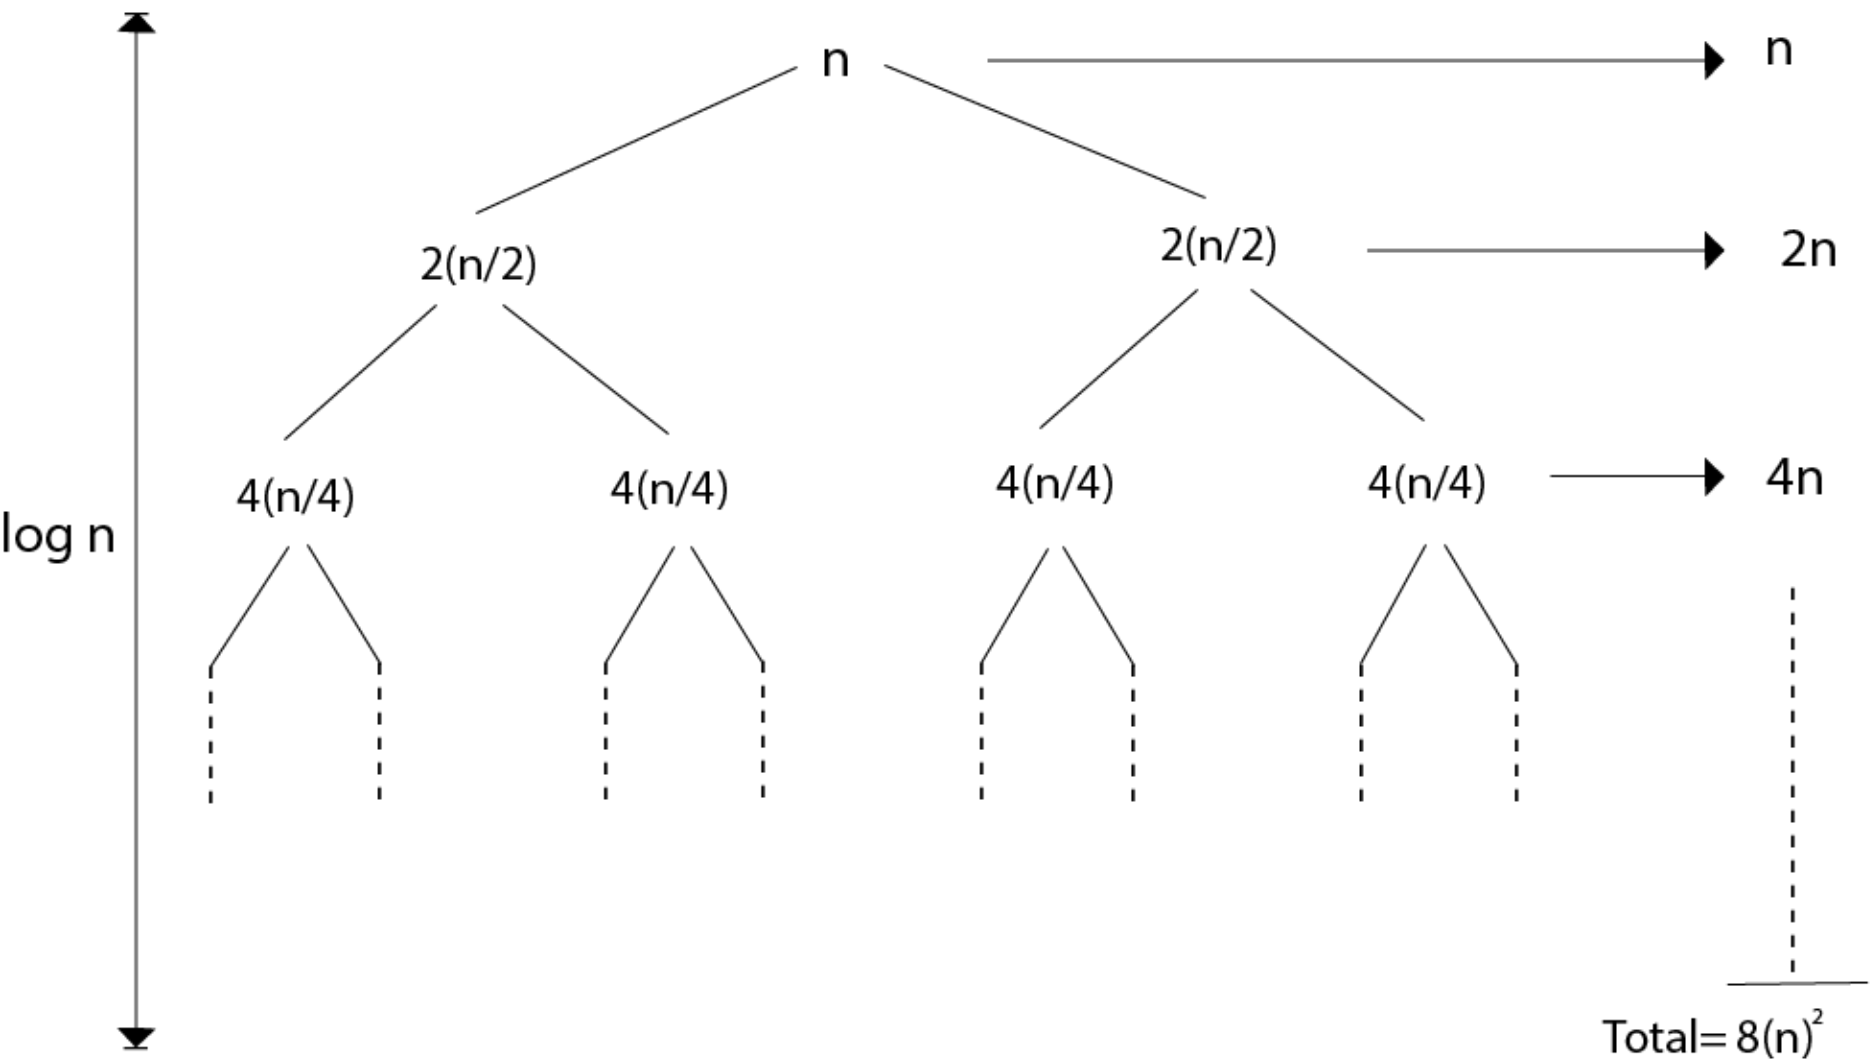 n
n
2(n/2)
2(n/2)
2n
4(n/4)
4(n/4)
4(n/4)
4(n/4)
4n
log n
Total= 8(n)²